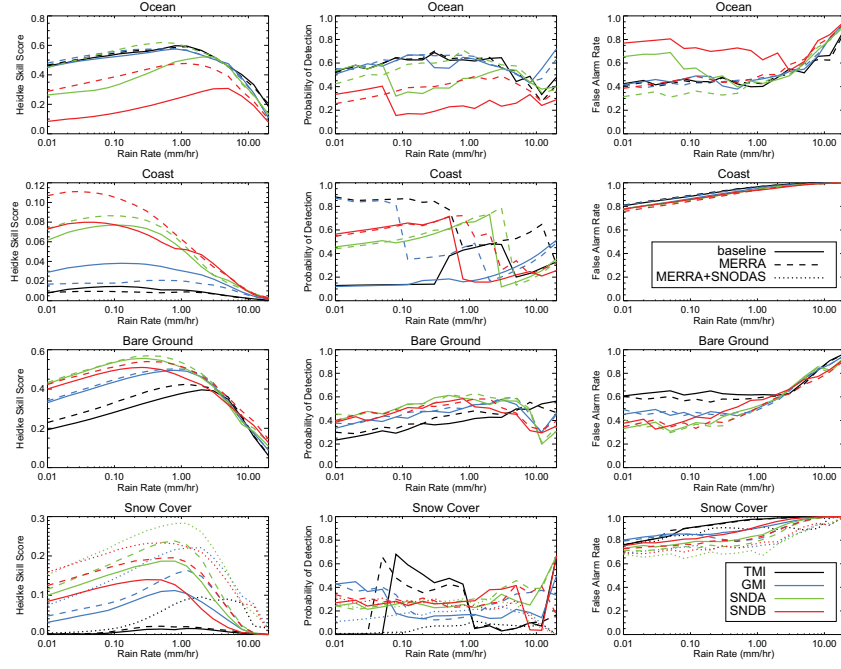 Ocean
Heidke Skill Score
0.8
0.6
0.4
0.2
0.0
0.01 0.10 1.00 10.00
Rain Rate (mm/hr)
Ocean
Probability of Detection
1.0
0.8
0.6
0.4
0.2
0.0
0.01 0.10 1.00 10.00
Rain Rate (mm/hr)
Ocean
False Alarm Rate
1.0
0.8
0.6
0.4
0.2
0.0
0.01 0.10 1.00 10.00
Rain Rate (mm/hr)
Coast
Heidke Skill Score
0.12
0.10
0.08
0.06
0.04
0.02
0.00
0.01 0.10 1.00 10.00
Rain Rate (mm/hr)
Coast
Probability of Detection
1.0
0.8
0.6
0.4
0.2
0.0
0.01 0.10 1.00 10.00
Rain Rate (mm/hr)
Coast
False Alarm Rate
1.0
0.8
0.6
0.4
0.2
0.0
0.01 0.10 1.00 10.00
Rain Rate (mm/hr)
baseline
MERRA
MERRA+SNODAS
Bare Ground
Heidke Skill Score
0.6
0.4
0.2
0.0
0.01 0.10 1.00 10.00
Rain Rate (mm/hr)
Bare Ground
Probability of Detection
1.0
0.8
0.6
0.4
0.2
0.0
0.01 0.10 1.00 10.00
Rain Rate (mm/hr)
Bare Ground
False Alarm Rate
1.0
0.8
0.6
0.4
0.2
0.0
0.01 0.10 1.00 10.00
Rain Rate (mm/hr)
Snow Cover
Heidke Skill Score
0.3
0.2
0.1
0.0
0.01 0.10 1.00 10.00
Rain Rate (mm/hr)
Snow Cover
Probability of Detection
1.0
0.8
0.6
0.4
0.2
0.0
0.01 0.10 1.00 10.00
Rain Rate (mm/hr)
Snow Cover
False Alarm Rate
1.0
0.8
0.6
0.4
0.2
0.0
0.01 0.10 1.00 10.00
Rain Rate (mm/hr)
TMI
GMI
SNDA
SNDB